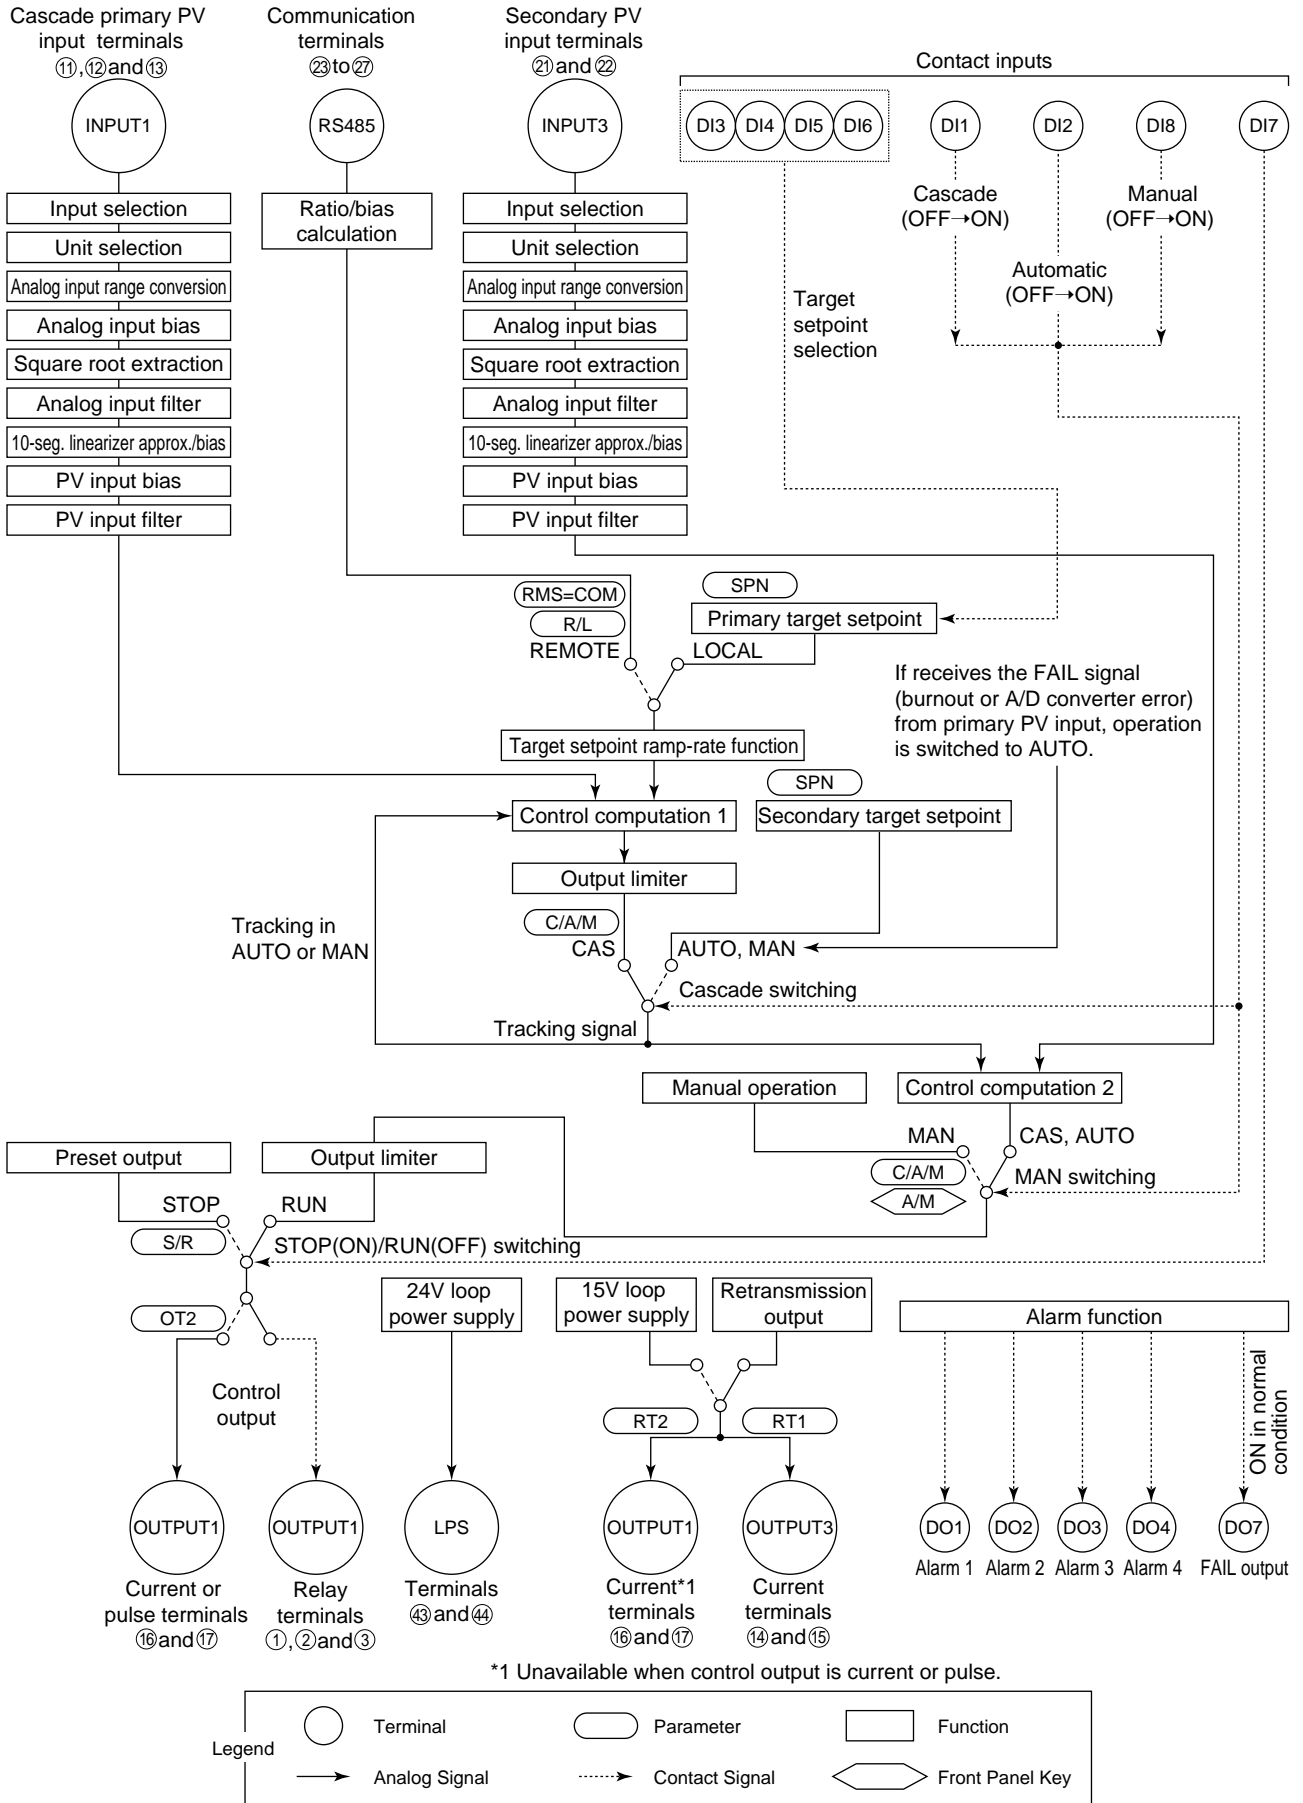 Cascade primary PV
input terminals
⑪,⑫and⑬
Communication
terminals
㉓to㉗
Secondary PV
input terminals
㉑and㉒
Contact inputs
INPUT1
RS485
INPUT3
DI3
DI4
DI5
DI6
DI1
DI2
DI8
DI7
Input selection
Unit selection
Analog input range conversion
Analog input bias
Square root extraction
Analog input filter
10-seg. linearizer approx./bias
PV input bias
PV input filter
Ratio/bias
calculation
Input selection
Unit selection
Analog input range conversion
Analog input bias
Square root extraction
Analog input filter
10-seg. linearizer approx./bias
PV input bias
PV input filter
Target
setpoint
selection
Cascade
(OFF→ON)
Automatic
(OFF→ON)
Manual
(OFF→ON)
RMS=COM
R/L
REMOTE
SPN
Primary target setpoint
LOCAL
If receives the FAIL signal
(burnout or A/D converter error)
from primary PV input, operation
is switched to AUTO.
Target setpoint ramp-rate function
SPN
Control computation 1
Secondary target setpoint
Output limiter
Tracking in
AUTO or MAN
C/A/M
CAS
AUTO, MAN
Cascade switching
Tracking signal
Manual operation
Control computation 2
MAN
CAS, AUTO
C/A/M
A/M
MAN switching
Preset output
Output limiter
STOP
RUN
S/R
STOP(ON)/RUN(OFF) switching
OT2
Control
output
24V loop
power supply
15V loop
power supply
Retransmission
output
Alarm function
RT2
RT1
ON in normal
condition
OUTPUT1
OUTPUT1
LPS
OUTPUT1
OUTPUT3
DO1
DO2
DO3
DO4
DO7
Alarm 1
Alarm 2
Alarm 3
Alarm 4
FAIL output
Current or
pulse terminals
⑯and⑰
Relay
terminals
①,②and③
Terminals
㊸and㊹
Current*1
terminals
⑯and⑰
Current
terminals
⑭and⑮
*1 Unavailable when control output is current or pulse.
Legend
Terminal
Parameter
Function
Analog Signal
Contact Signal
Front Panel Key